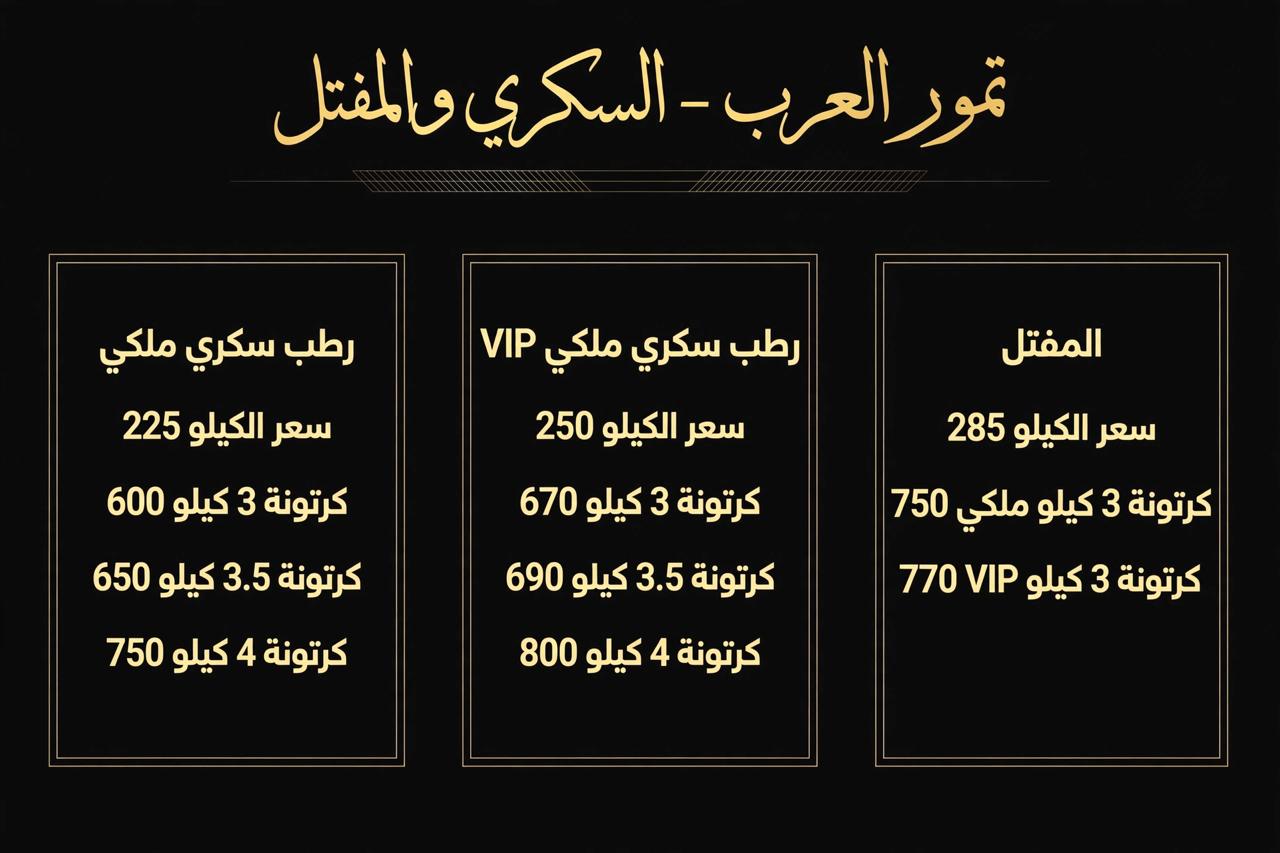 تمور العرب – السكري والمفتل
المفتل
سعر الكيلو 285
كرتونة 3 كيلو ملكي 750
كرتونة 3 كيلو VIP 770
رطب سكري ملكي VIP
سعر الكيلو 250
كرتونة 3 كيلو 670
كرتونة 3.5 كيلو 690
كرتونة 4 كيلو 800
رطب سكري ملكي
سعر الكيلو 225
كرتونة 3 كيلو 600
كرتونة 3.5 كيلو 650
كرتونة 4 كيلو 750